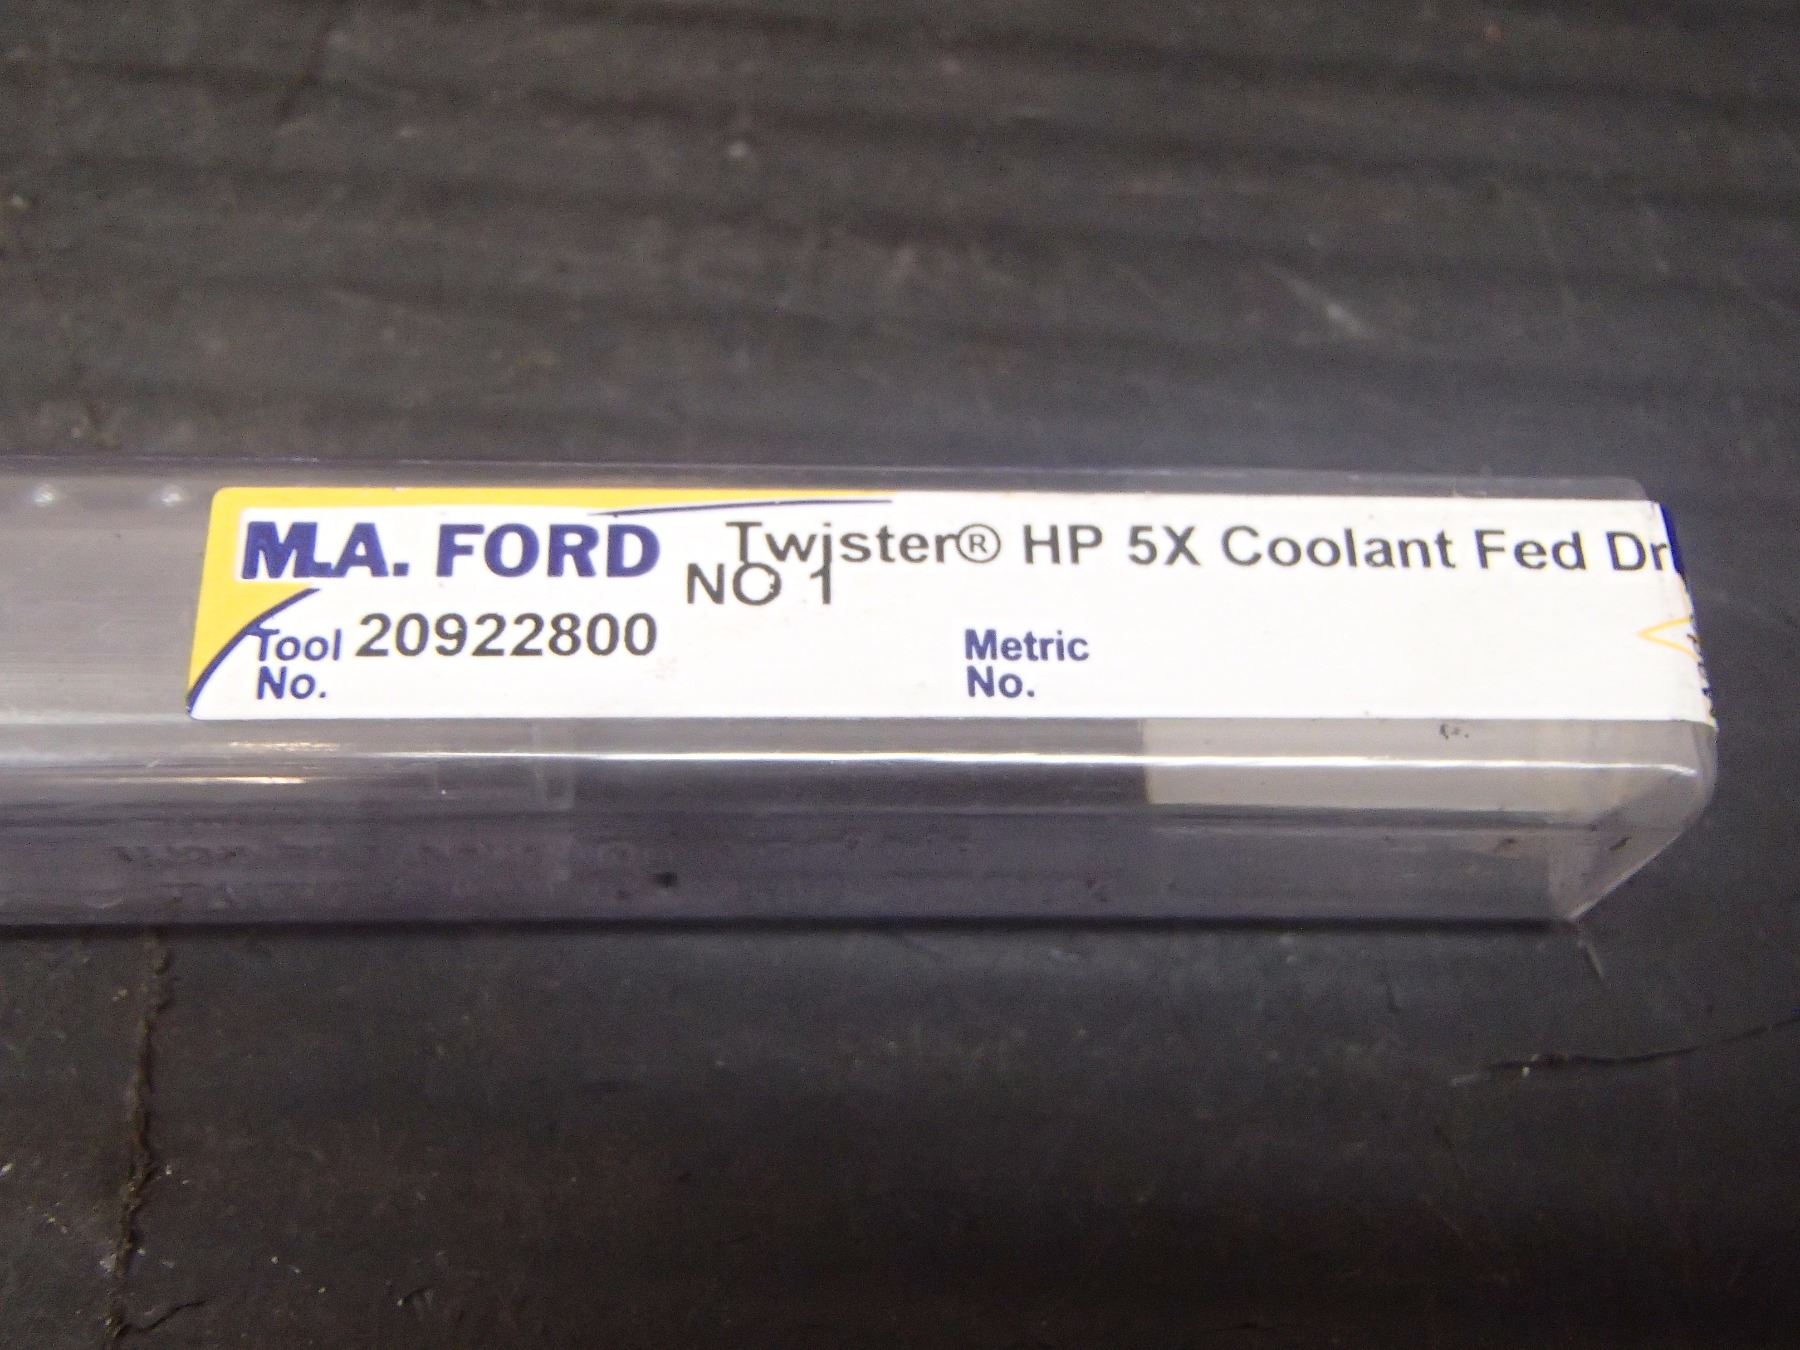 M.A. FORD Twister® HP 5X Coolant Fed Dr
NO 1
Tool No. 20922800
Metric No.